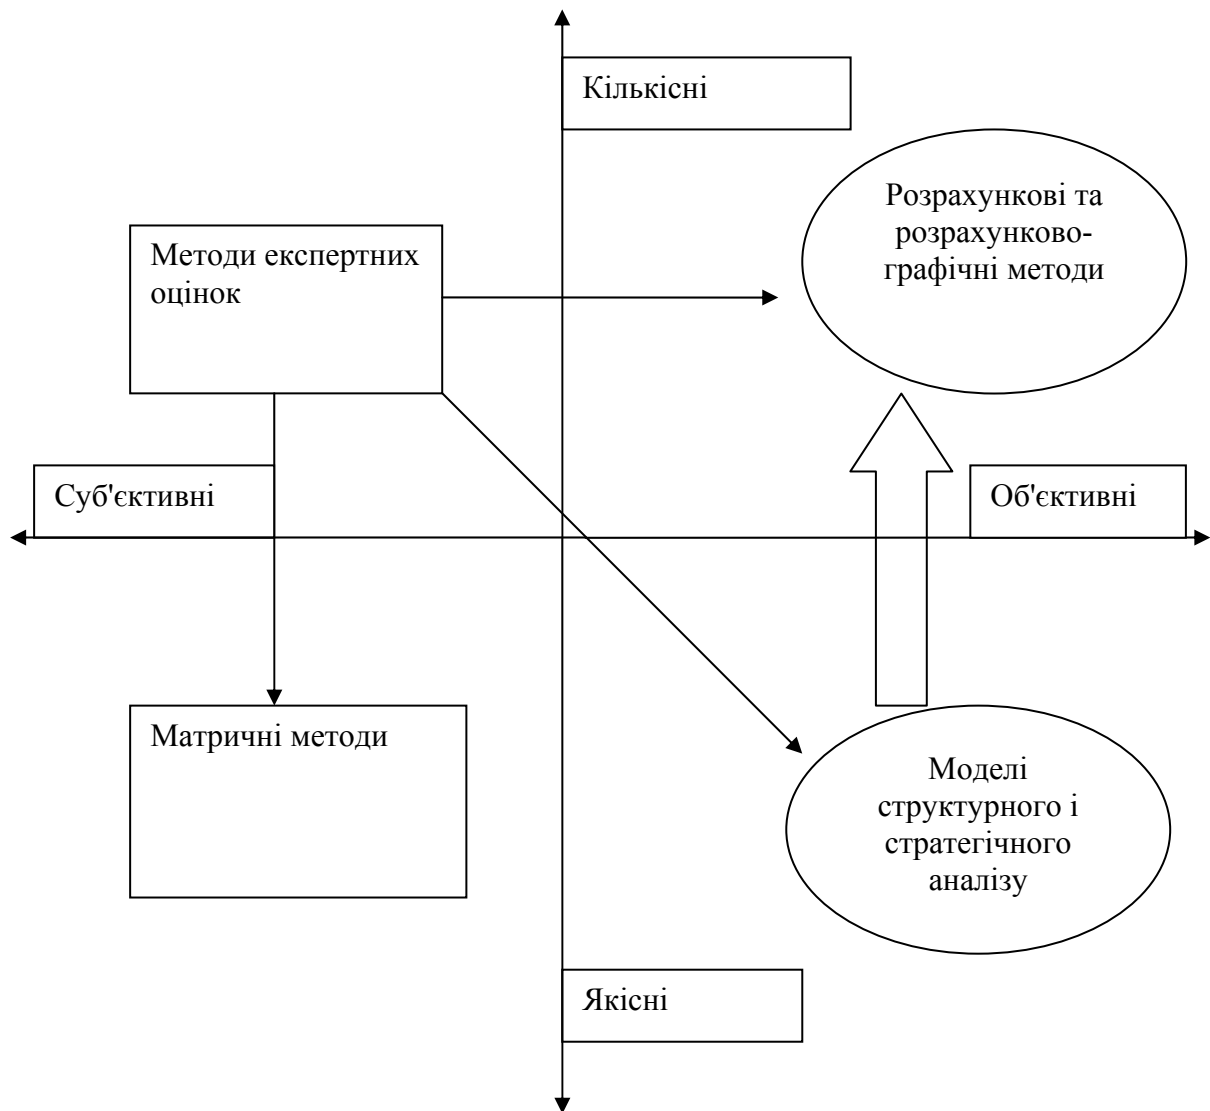 Кількісні
Розрахункові та
розрахунково-
графічні методи
Методи експертних
оцінок
Суб'єктивні
Об'єктивні
Матричні методи
Моделі
структурного і
стратегічного
аналізу
Якісні